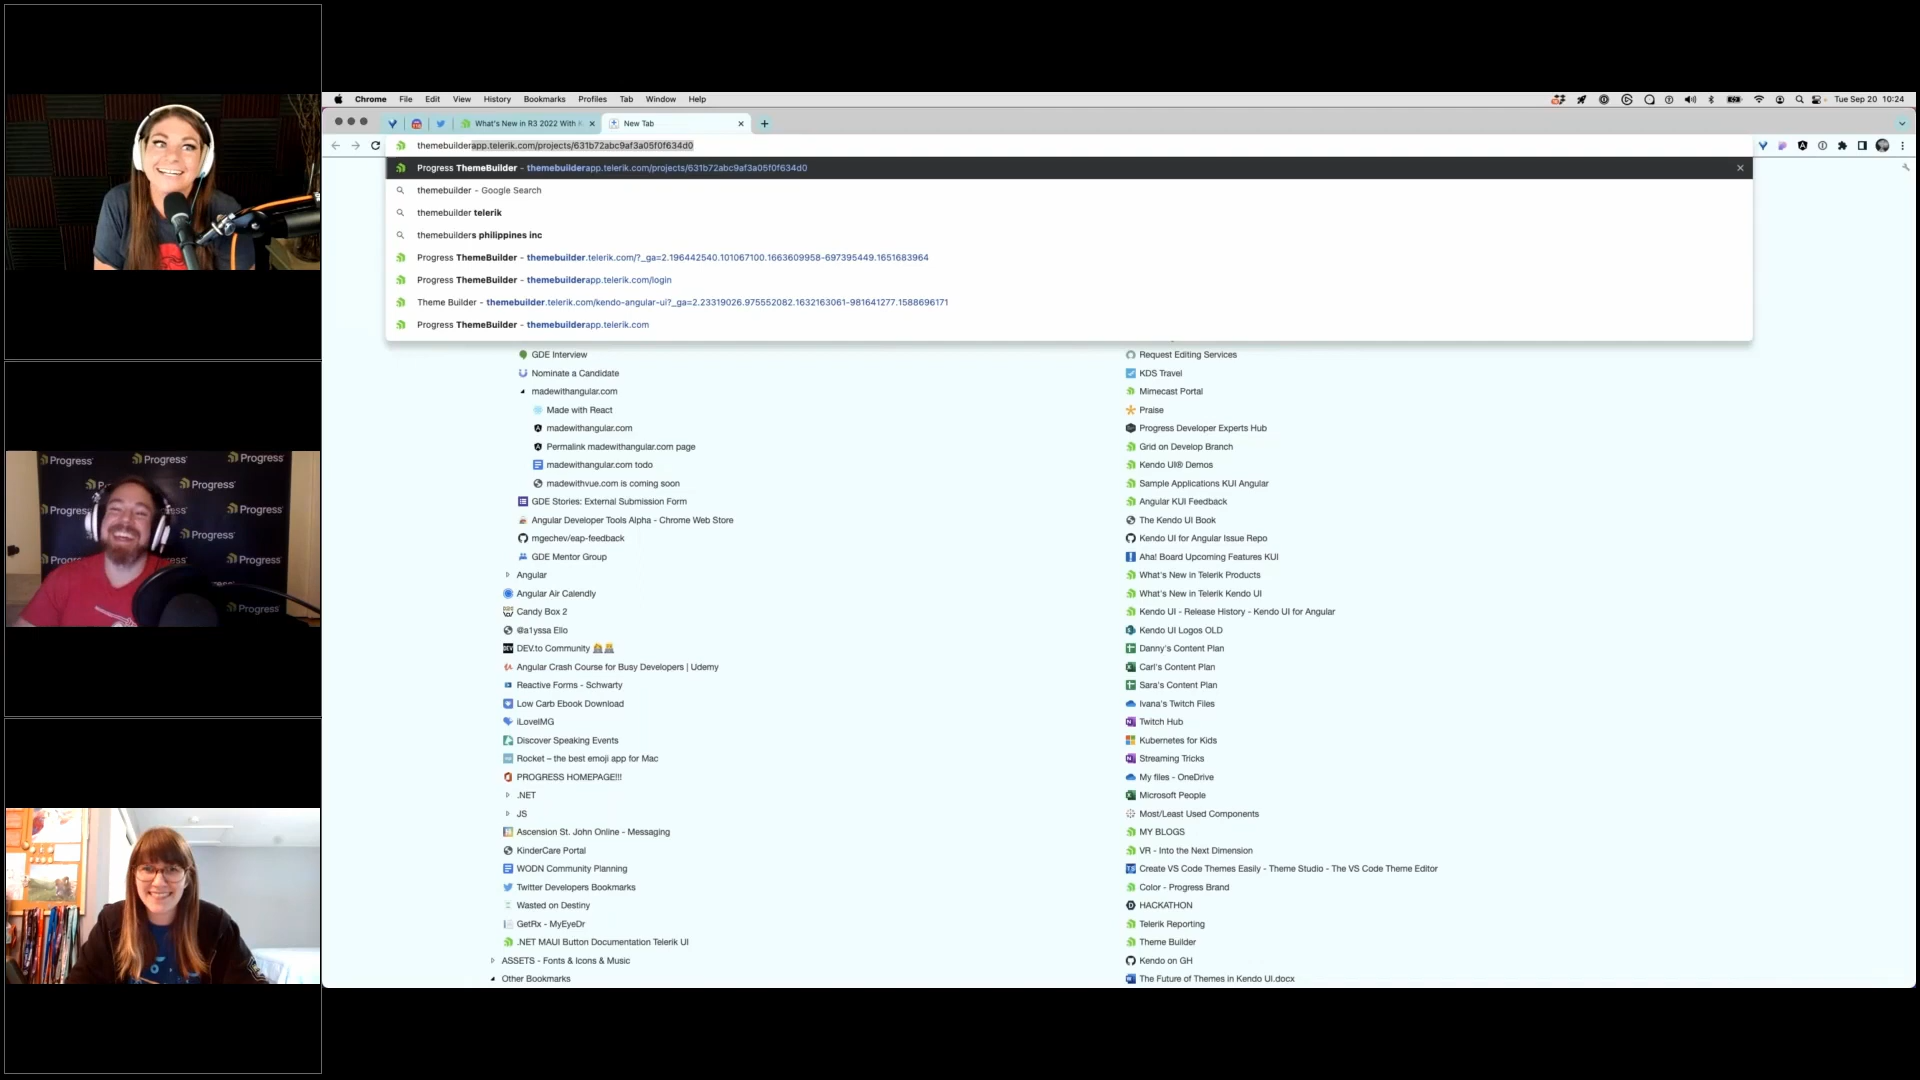 Chrome File Edit View History Bookmarks Profiles Tab Window Help
Tue Sep 20 10:24
What's New in R3 2022 With K
New Tab
themebuilderapp.telerik.com/projects/631b72abc9af3a05f0f634d0
Progress ThemeBuilder - themebuilderapp.telerik.com/projects/631b72abc9af3a05f0f634d0
themebuilder - Google Search
themebuilder telerik
themebuilders philippines inc
Progress ThemeBuilder - themebuilder.telerik.com/?_ga=2.196442540.101067100.1663609958-697395449.1651683964
Progress ThemeBuilder - themebuilderapp.telerik.com/login
Theme Builder - themebuilder.telerik.com/kendo-angular-ui?_ga=2.23319026.975552082.1632163061-981641277.1588696171
Progress ThemeBuilder - themebuilderapp.telerik.com
GDE Interview
Nominate a Candidate
madewithangular.com
Made with React
madewithangular.com
Permalink madewithangular.com page
madewithangular.com todo
madewithvue.com is coming soon
GDE Stories: External Submission Form
Angular Developer Tools Alpha - Chrome Web Store
mgechev/eap-feedback
GDE Mentor Group
Angular
Angular Air Calendly
Candy Box 2
@a1yssa Ello
DEV.to Community
Angular Crash Course for Busy Developers | Udemy
Reactive Forms - Schwarty
Low Carb Ebook Download
iLoveIMG
Discover Speaking Events
Rocket – the best emoji app for Mac
PROGRESS HOMEPAGE!!!
.NET
JS
Ascension St. John Online - Messaging
KinderCare Portal
WODN Community Planning
Twitter Developers Bookmarks
Wasted on Destiny
GetRx - MyEyeDr
.NET MAUI Button Documentation Telerik UI
ASSETS - Fonts & Icons & Music
Other Bookmarks
Request Editing Services
KDS Travel
Mimecast Portal
Praise
Progress Developer Experts Hub
Grid on Develop Branch
Kendo UI® Demos
Sample Applications KUI Angular
Angular KUI Feedback
The Kendo UI Book
Kendo UI for Angular Issue Repo
Aha! Board Upcoming Features KUI
What's New in Telerik Products
What's New in Telerik Kendo UI
Kendo UI - Release History - Kendo UI for Angular
Kendo UI Logos OLD
Danny's Content Plan
Carl's Content Plan
Sara's Content Plan
Ivana's Twitch Files
Twitch Hub
Kubernetes for Kids
Streaming Tricks
My files - OneDrive
Microsoft People
Most/Least Used Components
MY BLOGS
VR - Into the Next Dimension
Create VS Code Themes Easily - Theme Studio - The VS Code Theme Editor
Color - Progress Brand
HACKATHON
Telerik Reporting
Theme Builder
Kendo on GH
The Future of Themes in Kendo UI.docx
Progress Progress Progress
Progress
Progress Progress
Progress
Progress
Progress